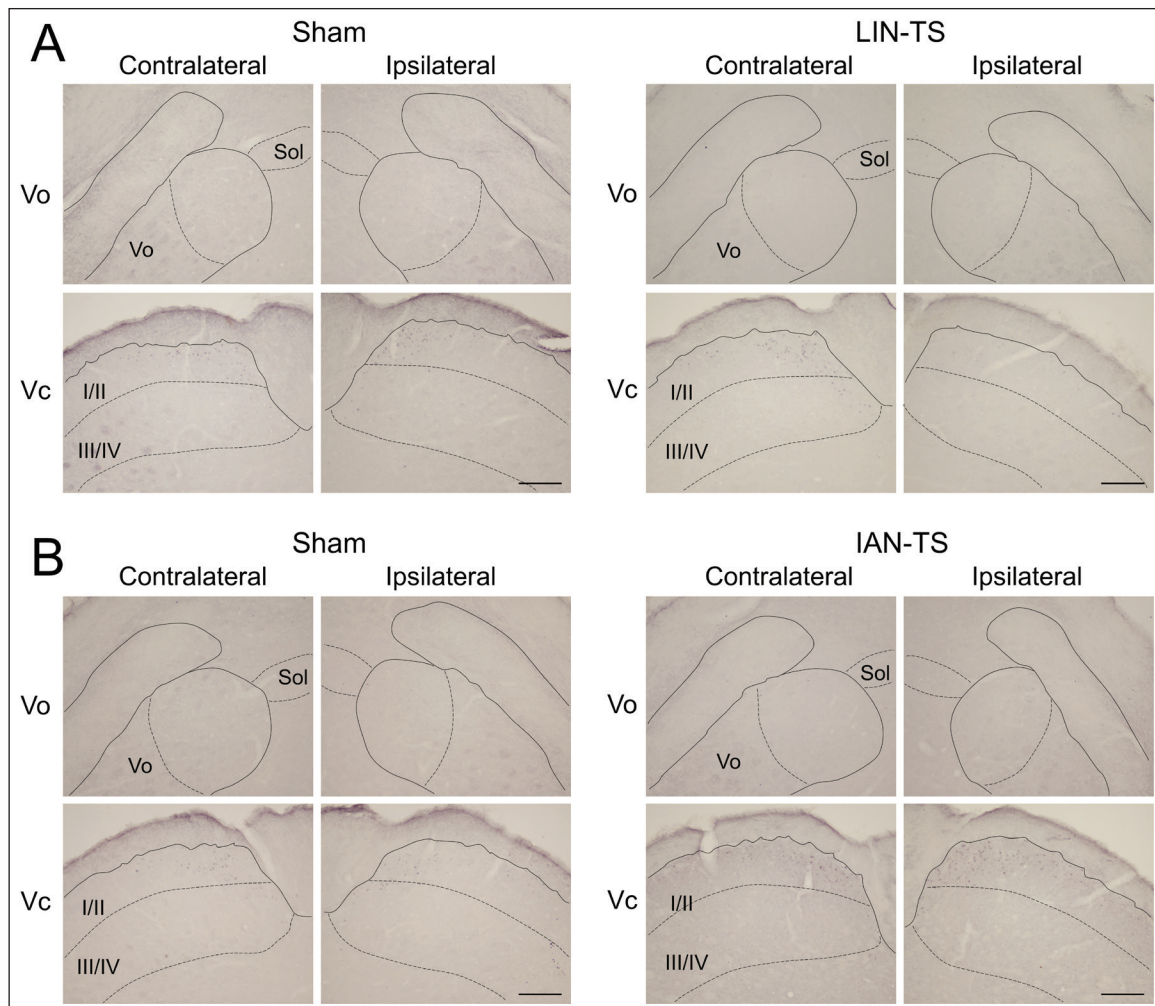 A
Sham
LIN-TS
Contralateral
Ipsilateral
Contralateral
Ipsilateral
Vo
Sol
Vo
Vo
Sol
Vo
Vc
I/II
III/IV
Vc
I/II
III/IV
B
Sham
IAN-TS
Contralateral
Ipsilateral
Contralateral
Ipsilateral
Vo
Sol
Vo
Vo
Sol
Vo
Vc
I/II
III/IV
Vc
I/II
III/IV